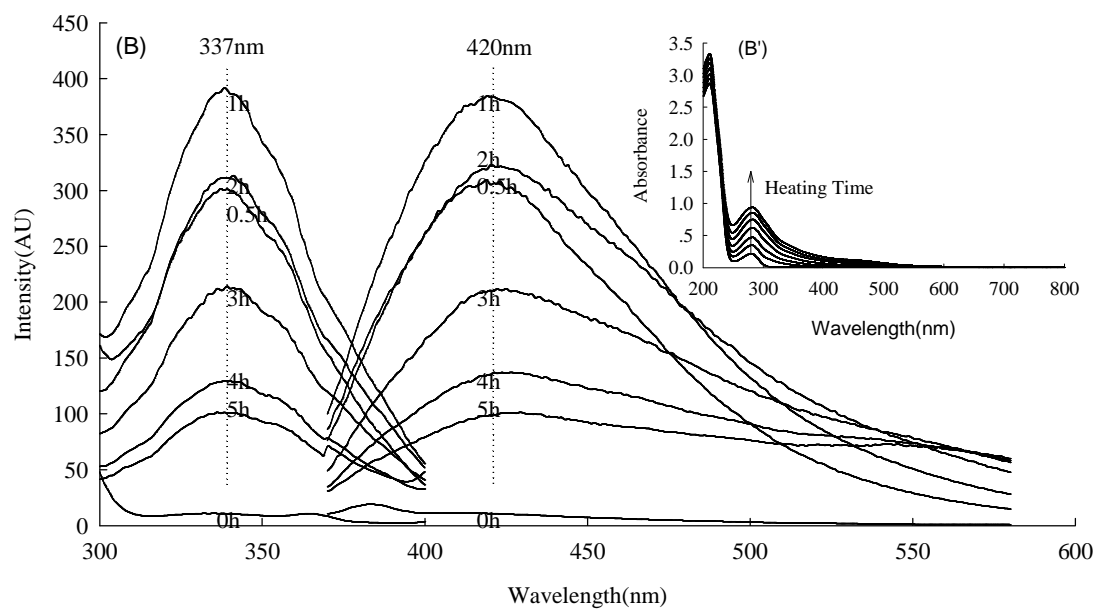 450
400
350
300
250
200
150
100
50
0
Intensity(AU)
(B)
337nm
420nm
1h
2h
0.5h
3h
4h
5h
0h
1h
2h
0.5h
3h
4h
5h
0h
300
350
400
450
500
550
600
Wavelength(nm)
(B')
3.5
3.0
2.5
2.0
1.5
1.0
.5
0.0
Absorbance
Heating Time
200
300
400
500
600
700
800
Wavelength(nm)